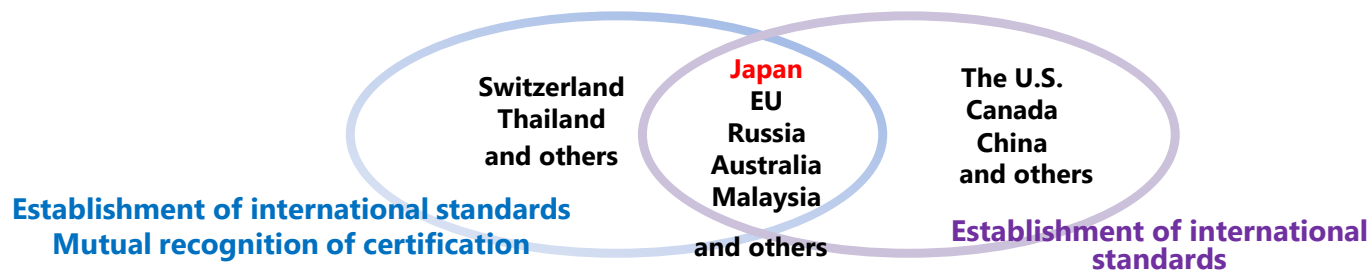 Switzerland
Thailand
and others
Japan
EU
Russia
Australia
Malaysia
and others
The U.S.
Canada
China
and others
Establishment of international standards
Mutual recognition of certification
Establishment of international
standards